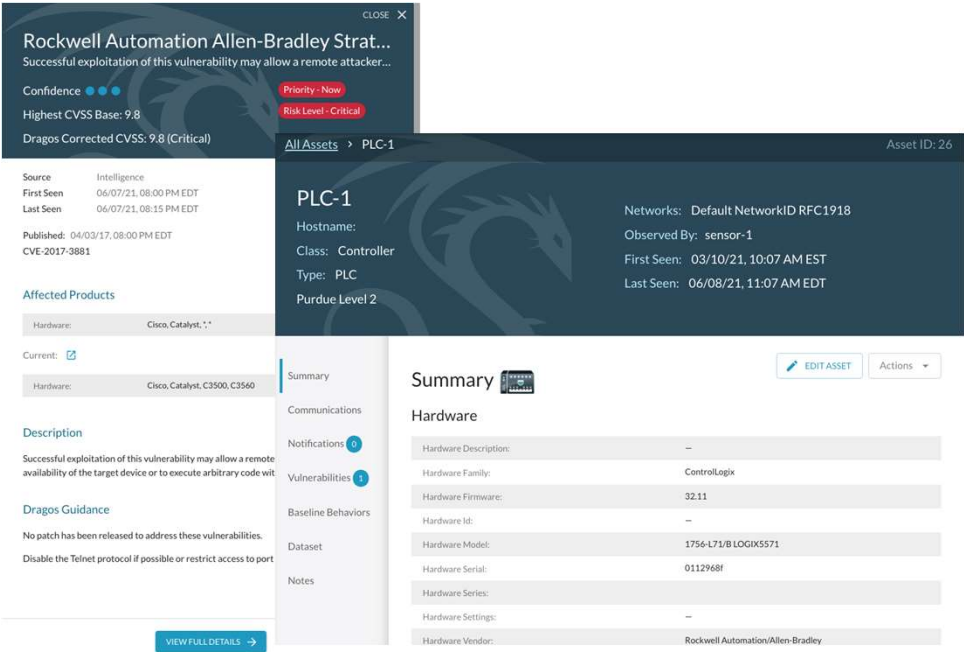 CLOSE ×
Rockwell Automation Allen-Bradley Strat...
Successful exploitation of this vulnerability may allow a remote attacker...
Confidence
Priority - Now
Highest CVSS Base: 9.8
Risk Level - Critical
Dragos Corrected CVSS: 9.8 (Critical)
Source Intelligence
First Seen 06/07/21, 08:00 PM EDT
Last Seen 06/07/21, 08:15 PM EDT
Published: 04/03/17, 08:00 PM EDT
CVE-2017-3881
Affected Products
Hardware: Cisco, Catalyst, *, *
Current:
Hardware: Cisco, Catalyst, C3500, C3560
Description
Successful exploitation of this vulnerability may allow a remote
availability of the target device or to execute arbitrary code wit
Dragos Guidance
No patch has been released to address these vulnerabilities.
Disable the Telnet protocol if possible or restrict access to port
VIEW FULL DETAILS →
All Assets > PLC-1
Asset ID: 26
PLC-1
Hostname:
Class: Controller
Type: PLC
Purdue Level 2
Networks: Default NetworkID RFC1918
Observed By: sensor-1
First Seen: 03/10/21, 10:07 AM EST
Last Seen: 06/08/21, 11:07 AM EDT
Summary
Communications
Notifications 0
Vulnerabilities 1
Baseline Behaviors
Dataset
Notes
Summary
EDIT ASSET
Actions
Hardware
Hardware Description: —
Hardware Family: ControlLogix
Hardware Firmware: 32.11
Hardware Id: —
Hardware Model: 1756-L71/B LOGIX5571
Hardware Serial: 0112968f
Hardware Series:
Hardware Settings: —
Hardware Vendor: Rockwell Automation/Allen-Bradley